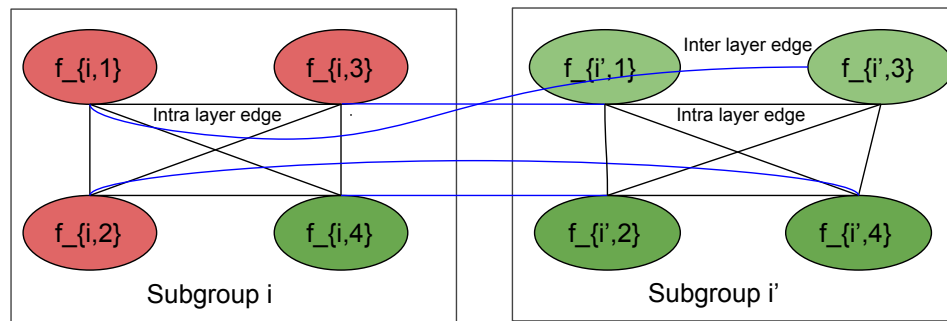 f_{i,1}
f_{i,3}
Intra layer edge
f_{i,2}
f_{i,4}
Subgroup i
Inter layer edge
f_{i’,1}
f_{i’,3}
Intra layer edge
f_{i',2}
f_{i’,4}
Subgroup i’